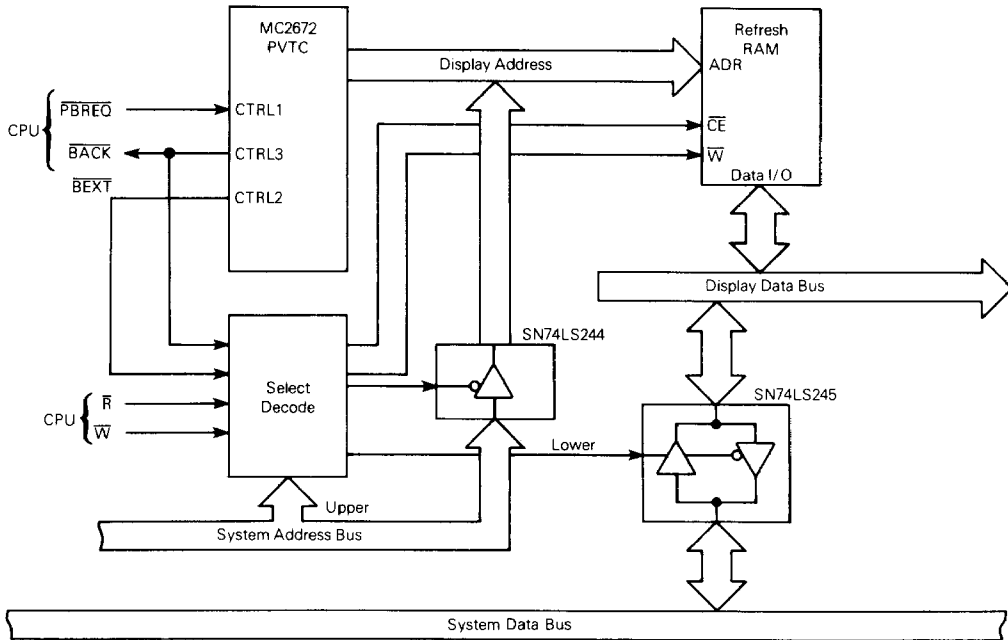 MC2672
PVTC
Refresh
RAM
Display Address
ADR
CPU
PBREQ
CTRL1
CE
BACK
CTRL3
W
BEXT
CTRL2
Data I/O
Display Data Bus
SN74LS244
Select
Decode
SN74LS245
CPU
R
W
Lower
Upper
System Address Bus
System Data Bus